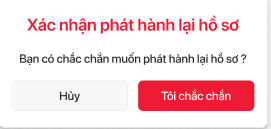 Xác nhận phát hành lại hồ sơ
Bạn có chắc chắn muốn phát hành lại hồ sơ ?
Hủy
Tôi chắc chắn